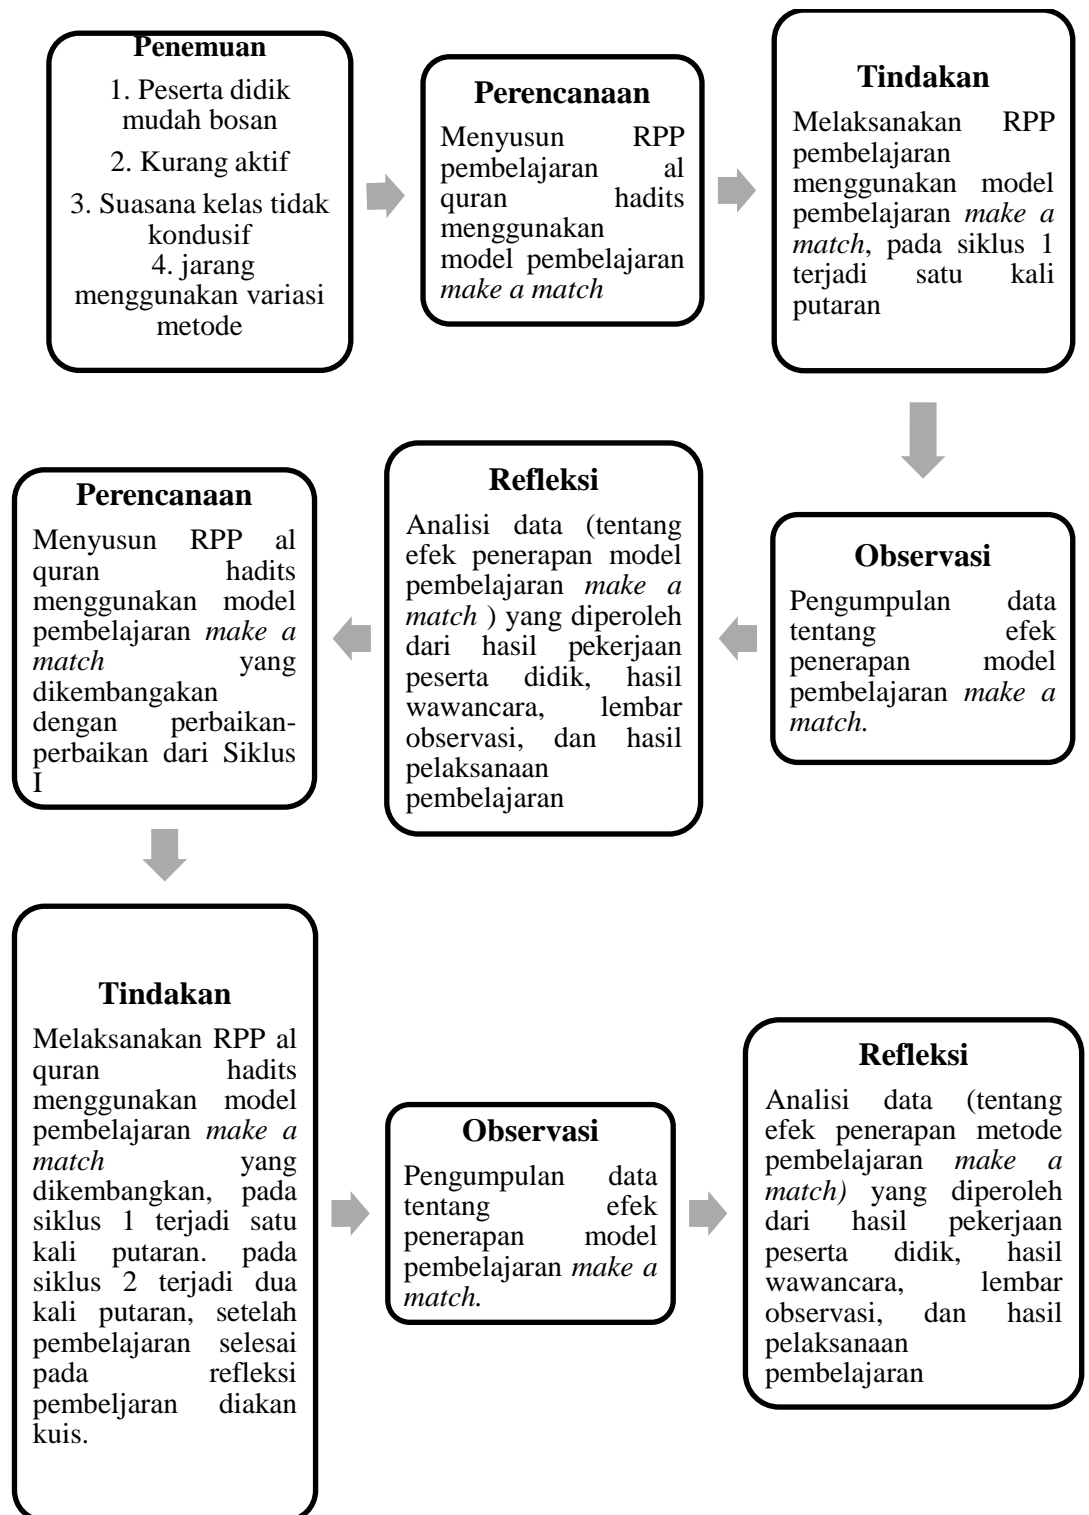 Penemuan
1. Peserta didik
mudah bosan
2. Kurang aktif
3. Suasana kelas tidak
kondusif
4. jarang
menggunakan variasi
metode
Perencanaan
Menyusun RPP
pembelajaran al
quran hadits
menggunakan
model pembelajaran
make a match
Tindakan
Melaksanakan RPP
pembelajaran
menggunakan model
pembelajaran make a
match, pada siklus 1
terjadi satu kali
putaran
Observasi
Pengumpulan data
tentang efek
penerapan model
pembelajaran make a
match.
Refleksi
Analisi data (tentang
efek penerapan model
pembelajaran make a
match ) yang diperoleh
dari hasil pekerjaan
peserta didik, hasil
wawancara, lembar
observasi, dan hasil
pelaksanaan
pembelajaran
Perencanaan
Menyusun RPP al
quran hadits
menggunakan model
pembelajaran make a
match yang
dikembangakan
dengan perbaikan-
perbaikan dari Siklus
I
Tindakan
Melaksanakan RPP al
quran hadits
menggunakan model
pembelajaran make a
match yang
dikembangkan, pada
siklus 1 terjadi satu
kali putaran. pada
siklus 2 terjadi dua
kali putaran, setelah
pembelajaran selesai
pada refleksi
pembeljaran diakan
kuis.
Observasi
Pengumpulan data
tentang efek
penerapan model
pembelajaran make a
match.
Refleksi
Analisi data (tentang
efek penerapan metode
pembelajaran make a
match) yang diperoleh
dari hasil pekerjaan
peserta didik, hasil
wawancara, lembar
observasi, dan hasil
pelaksanaan
pembelajaran